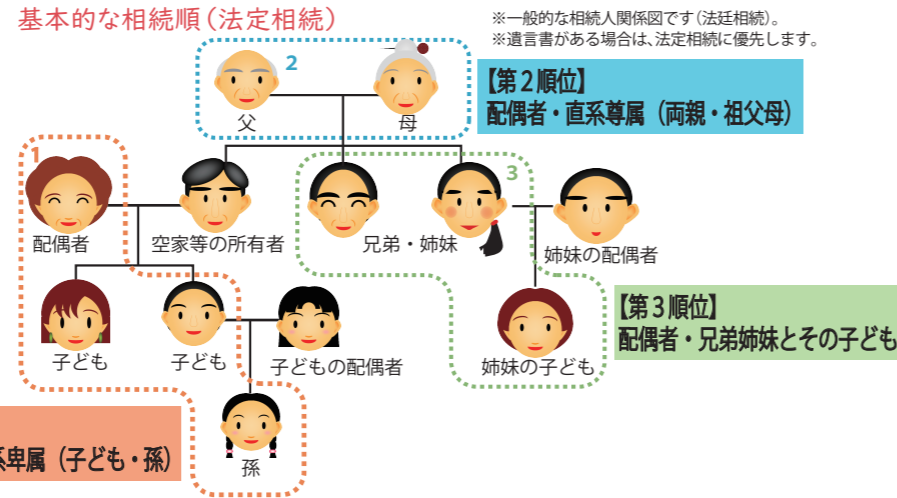 基本的な相続順（法定相続）
※一般的な相続人関係図です（法廷相続）。
※遺言書がある場合は、法定相続に優先します。
2
【第２順位】
配偶者・直系尊属（両親・祖父母）
父
母
1
3
配偶者
空家等の所有者
兄弟・姉妹
姉妹の配偶者
【第３順位】
配偶者・兄弟姉妹とその子ども
子ども
子ども
子どもの配偶者
姉妹の子ども
系卑属（子ども・孫）
孫